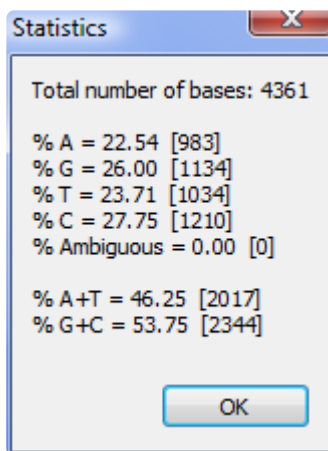 Statistics
X
Total number of bases: 4361
% A = 22.54 [983]
% G = 26.00 [1134]
% T = 23.71 [1034]
% C = 27.75 [1210]
% Ambiguous = 0.00 [0]
% A+T = 46.25 [2017]
% G+C = 53.75 [2344]
OK